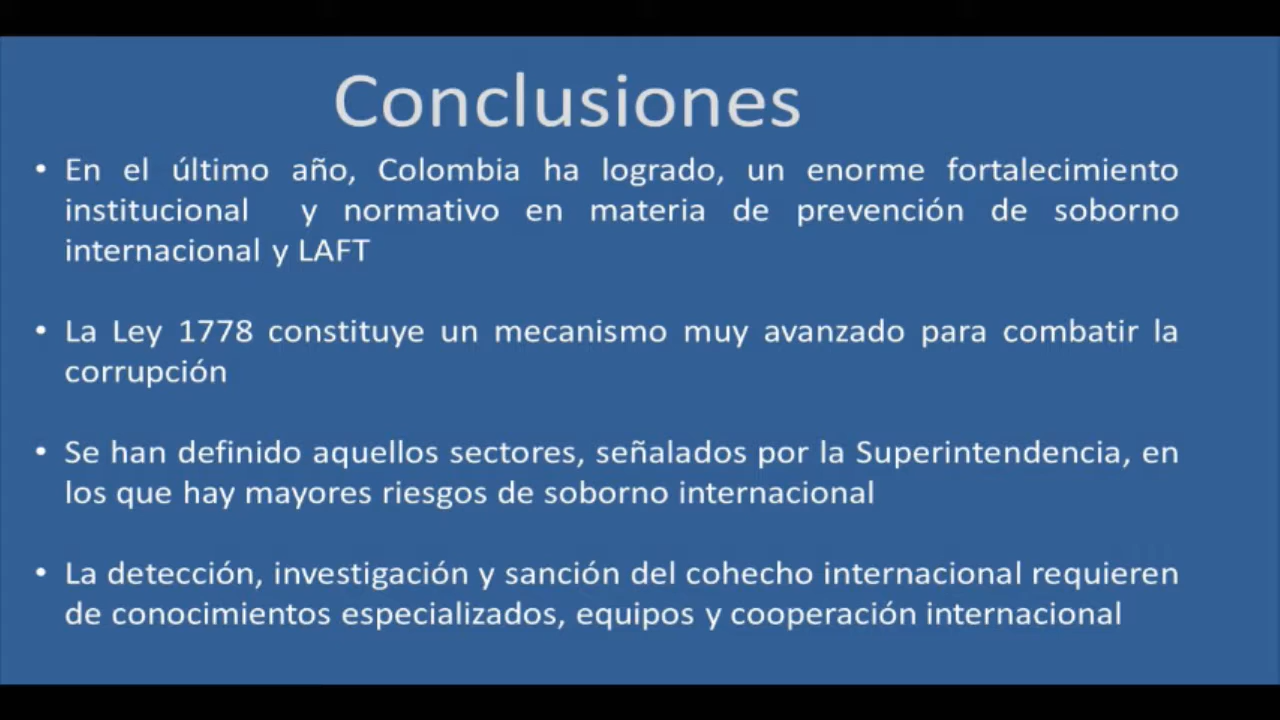 Conclusiones
• En el último año, Colombia ha logrado, un enorme fortalecimiento
institucional y normativo en materia de prevención de soborno
internacional y LAFT
• La Ley 1778 constituye un mecanismo muy avanzado para combatir la
corrupción
• Se han definido aquellos sectores, señalados por la Superintendencia, en
los que hay mayores riesgos de soborno internacional
• La detección, investigación y sanción del cohecho internacional requieren
de conocimientos especializados, equipos y cooperación internacional